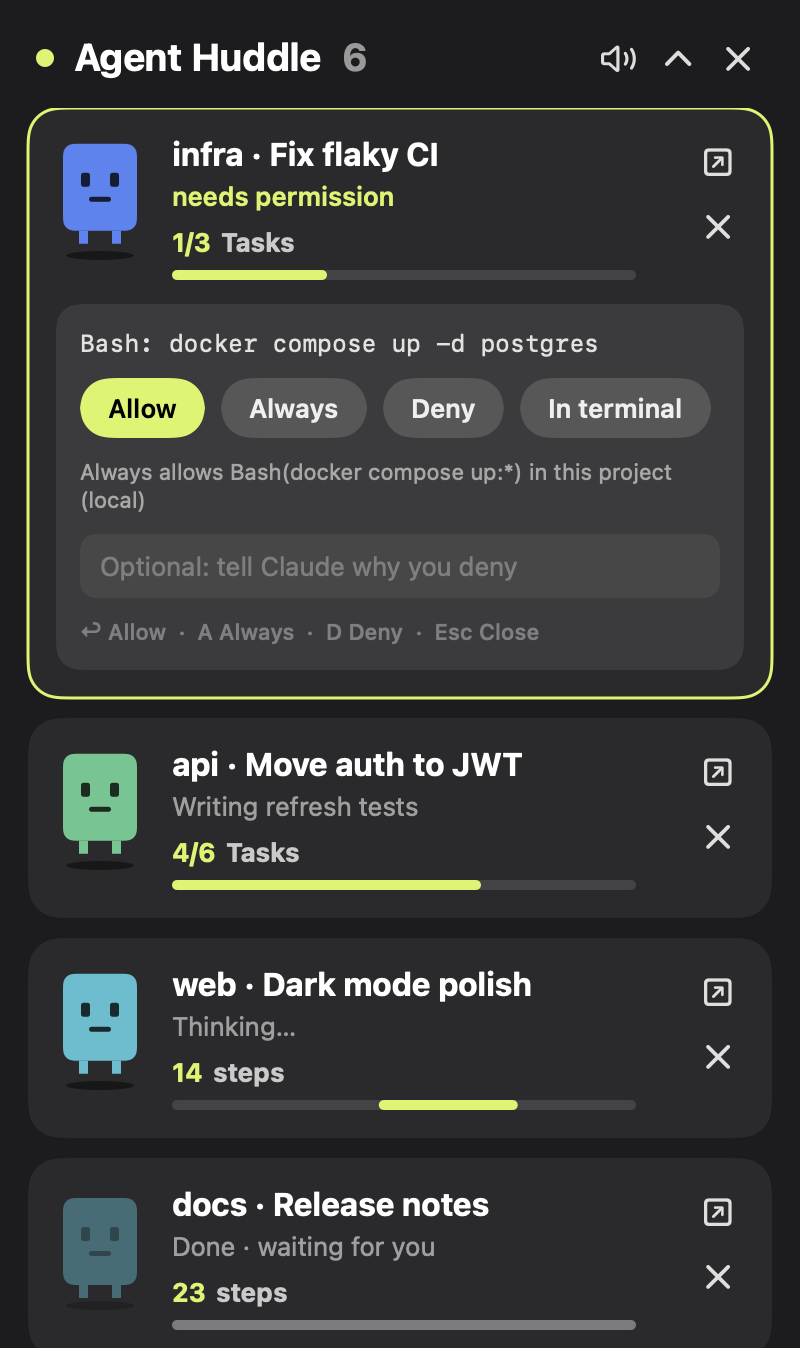 Agent Huddle 6
infra · Fix flaky CI
needs permission
1/3 Tasks
Bash: docker compose up -d postgres
Allow Always Deny In terminal
Always allows Bash(docker compose up:*) in this project
(local)
Optional: tell Claude why you deny
↩ Allow · A Always · D Deny · Esc Close
api · Move auth to JWT
Writing refresh tests
4/6 Tasks
web · Dark mode polish
Thinking...
14 steps
docs · Release notes
Done · waiting for you
23 steps